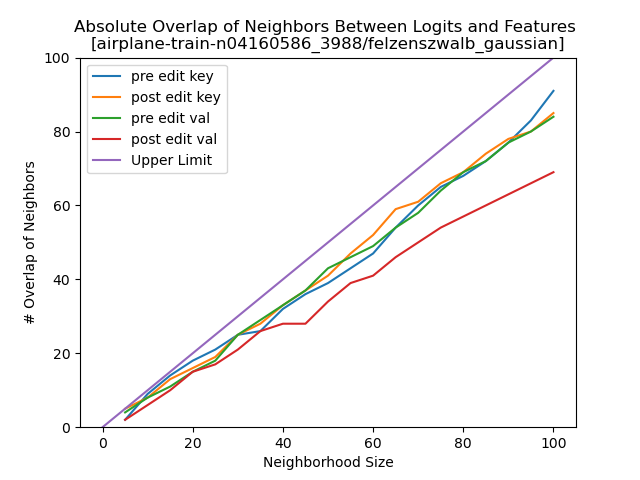 Absolute Overlap of Neighbors Between Logits and Features
[airplane-train-n04160586_3988/felzenszwalb_gaussian]
100
80
60
40
20
0
# Overlap of Neighbors
pre edit key
post edit key
pre edit val
post edit val
Upper Limit
0 20 40 60 80 100
Neighborhood Size